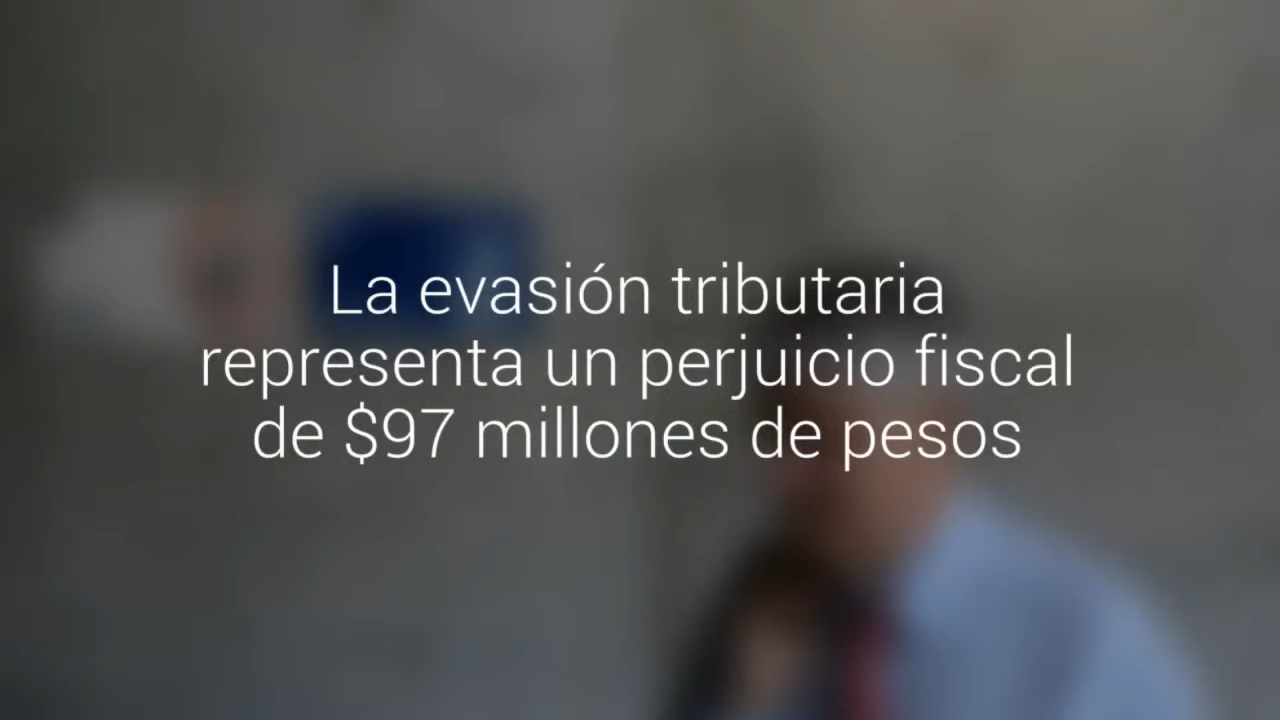 La evasión tributaria
representa un perjuicio fiscal
de $97 millones de pesos